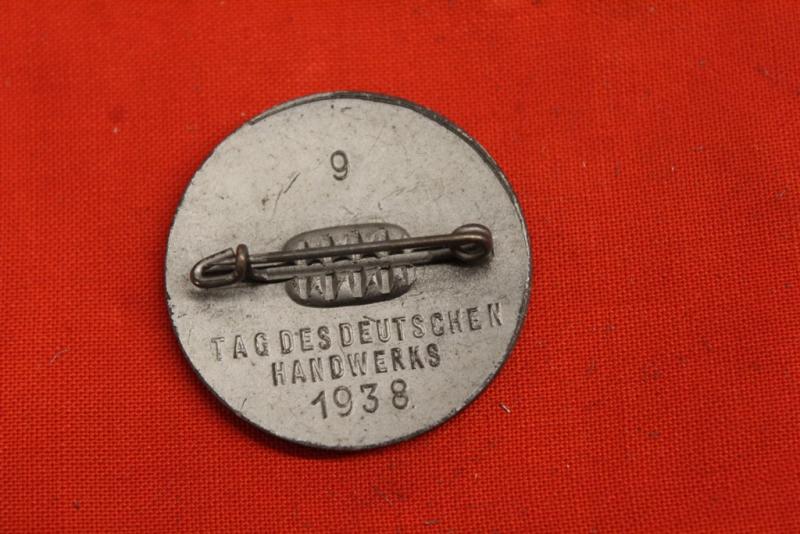 9
TAG DES DEUTSCHEN
HANDWERKS
1938